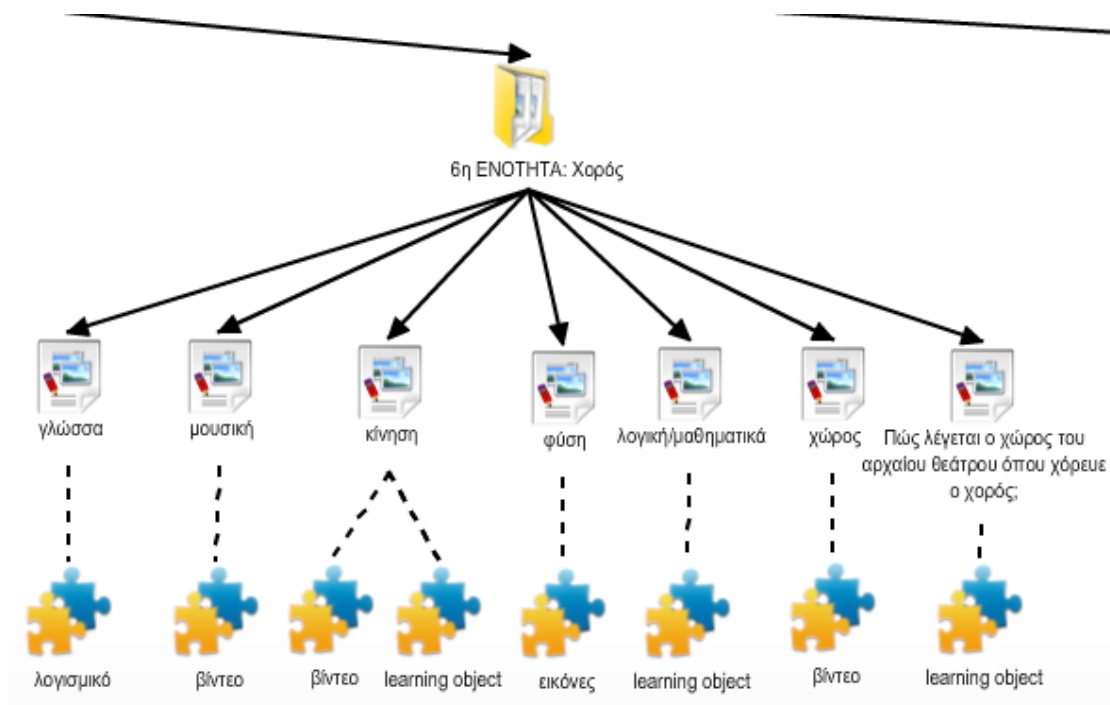 6η ΕΝΟΤΗΤΑ: Χορός
γλώσσα
μουσική
κίνηση
φύση
λογική/μαθηματικά
χώρος
Πώς λέγεται ο χώρος του
αρχαίου θεάτρου όπου χόρευε
ο χορός;
λογισμικό
βίντεο
βίντεο
learning object
εικόνες
learning object
βίντεο
learning object